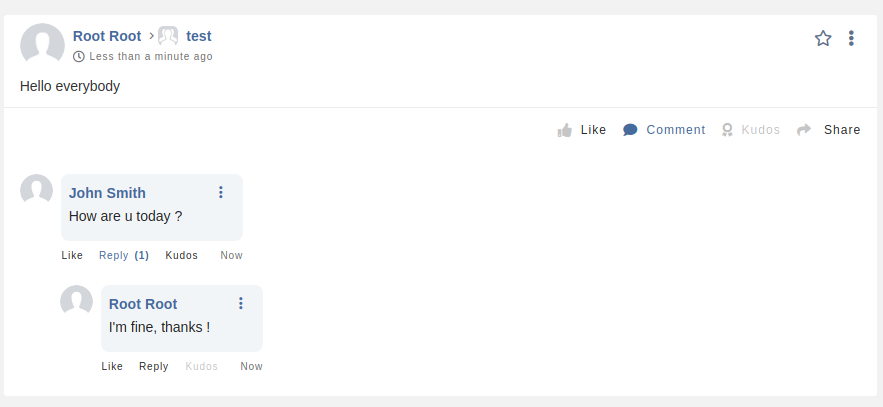 Root Root > test
Less than a minute ago
Hello everybody
Like Comment Kudos Share
John Smith
How are u today ?
Like Reply (1) Kudos Now
Root Root
I'm fine, thanks !
Like Reply Kudos Now